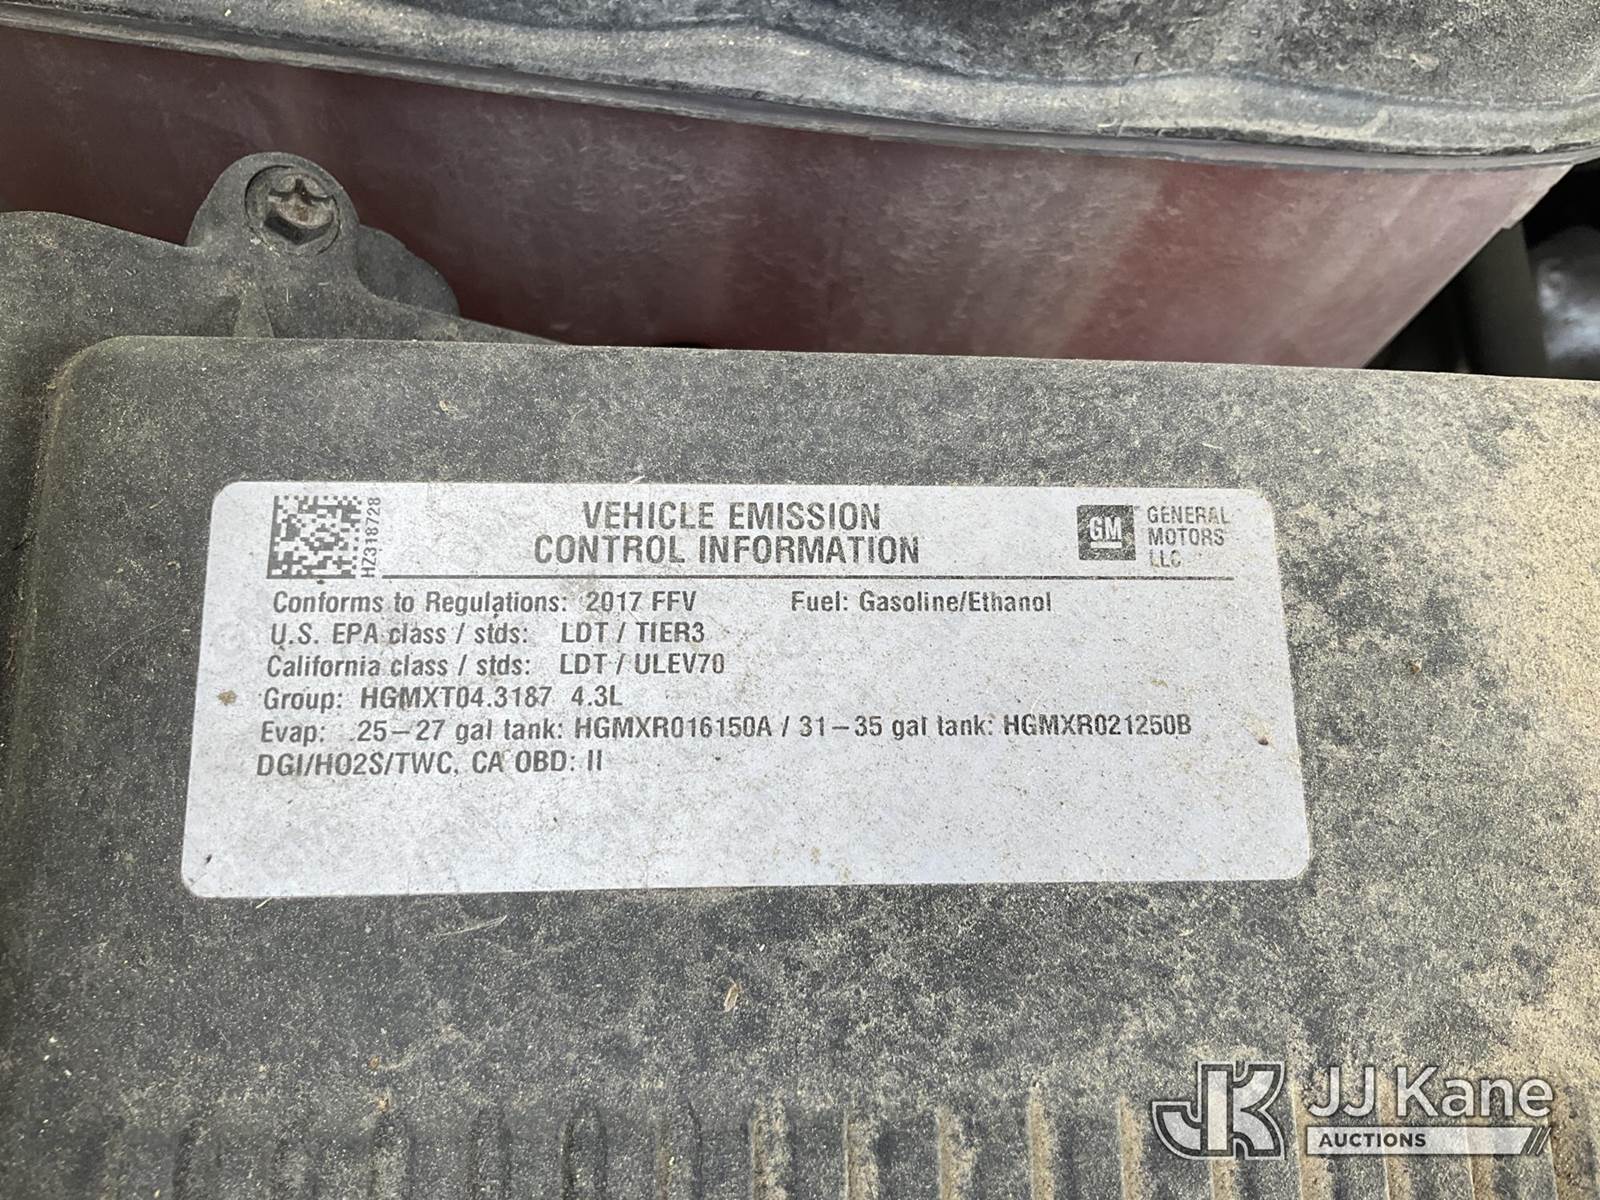 HZ318728
VEHICLE EMISSION
CONTROL INFORMATION
GM
GENERAL
MOTORS
LLC
Conforms to Regulations: 2017 FFV Fuel: Gasoline/Ethanol
U.S. EPA class / stds: LDT / TIER3
California class / stds: LDT / ULEV70
Group: HGMXT04.3187 4.3L
Evap: 25-27 gal tank: HGMXR016150A / 31-35 gal tank: HGMXR021250B
DGI/HO2S/TWC, CA OBD: II
JK
JJ Kane
AUCTIONS